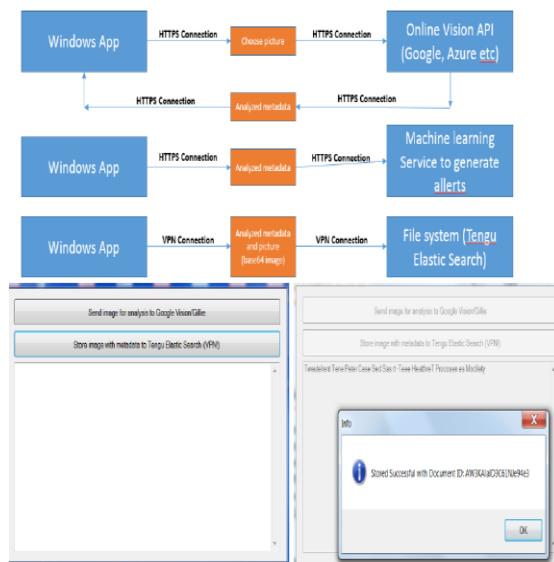 Windows App
HTTPS Connection
Choose picture
HTTPS Connection
Online Vision API
(Google, Azure etc)
HTTPS Connection
Analyzed metadata
HTTPS Connection
Windows App
HTTPS Connection
Analyzed metadata
HTTPS Connection
Machine learning
Service to generate
allerts
Windows App
VPN Connection
Analyzed metadata
and picture
(base64 image)
VPN Connection
File system (Tengu
Elastic Search)
Send image for analysis to Google Vision/Gillie
Store image with metadata to Tengu Elastic Search (VPN!)
Send image for analysis to Google Vision/Gillie
Store image with metadata to Tengu Elastic Search (VPN!)
Info
X
Stored Successful with Document ID:
OK